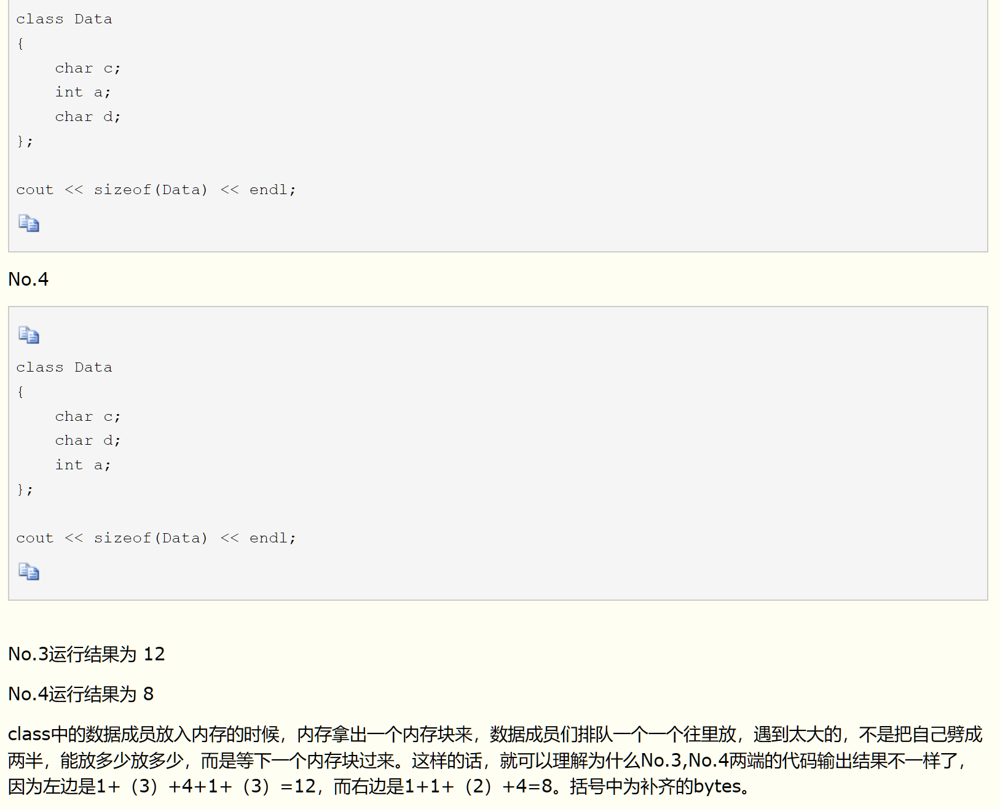 class Data
{
    char c;
    int a;
    char d;
};
cout << sizeof(Data) << endl;
No.4
class Data
{
    char c;
    char d;
    int a;
};
cout << sizeof(Data) << endl;
No.3运行结果为 12
No.4运行结果为 8
class中的数据成员放入内存的时候，内存拿出一个内存块来，数据成员们排队一个一个往里放，遇到太大的，不是把自己劈成
两半，能放多少放多少，而是等下一个内存块过来。这样的话，就可以理解为什么No.3,No.4两端的代码输出结果不一样了，
因为左边是1+（3）+4+1+（3）=12，而右边是1+1+（2）+4=8。括号中为补齐的bytes。